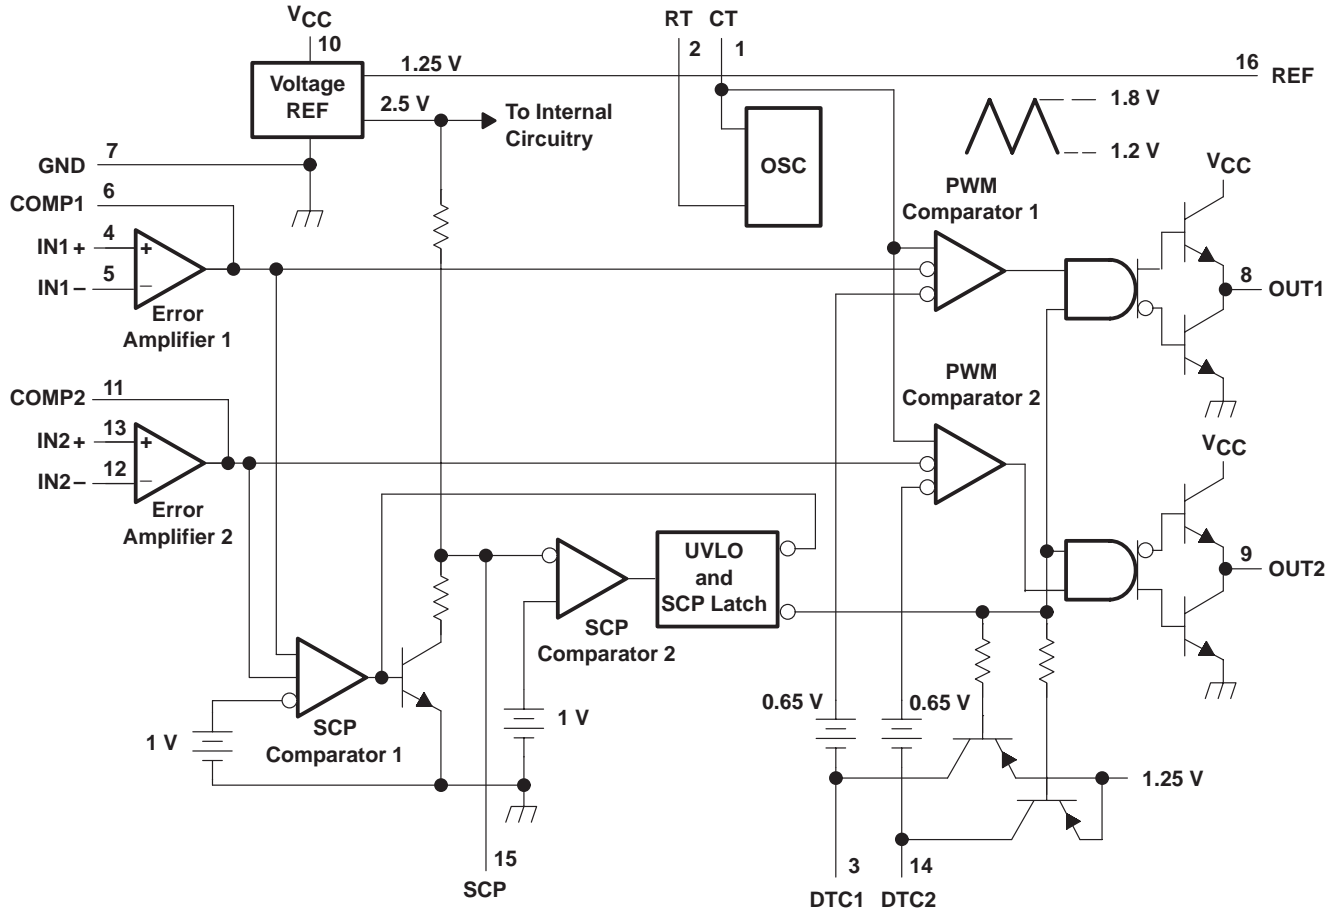 VCC
10
RT CT
2 1
Voltage
REF
1.25 V
2.5 V
To Internal
Circuitry
16 REF
1.8 V
1.2 V
OSC
GND 7
COMP1 6
IN1+ 4
IN1− 5
+
−
Error
Amplifier 1
PWM
Comparator 1
VCC
8 OUT1
COMP2 11
IN2+ 13
IN2− 12
+
−
Error
Amplifier 2
PWM
Comparator 2
VCC
9 OUT2
UVLO
and
SCP Latch
SCP
Comparator 2
SCP
Comparator 1
1 V
1 V
0.65 V
0.65 V
1.25 V
15
SCP
3 14
DTC1 DTC2